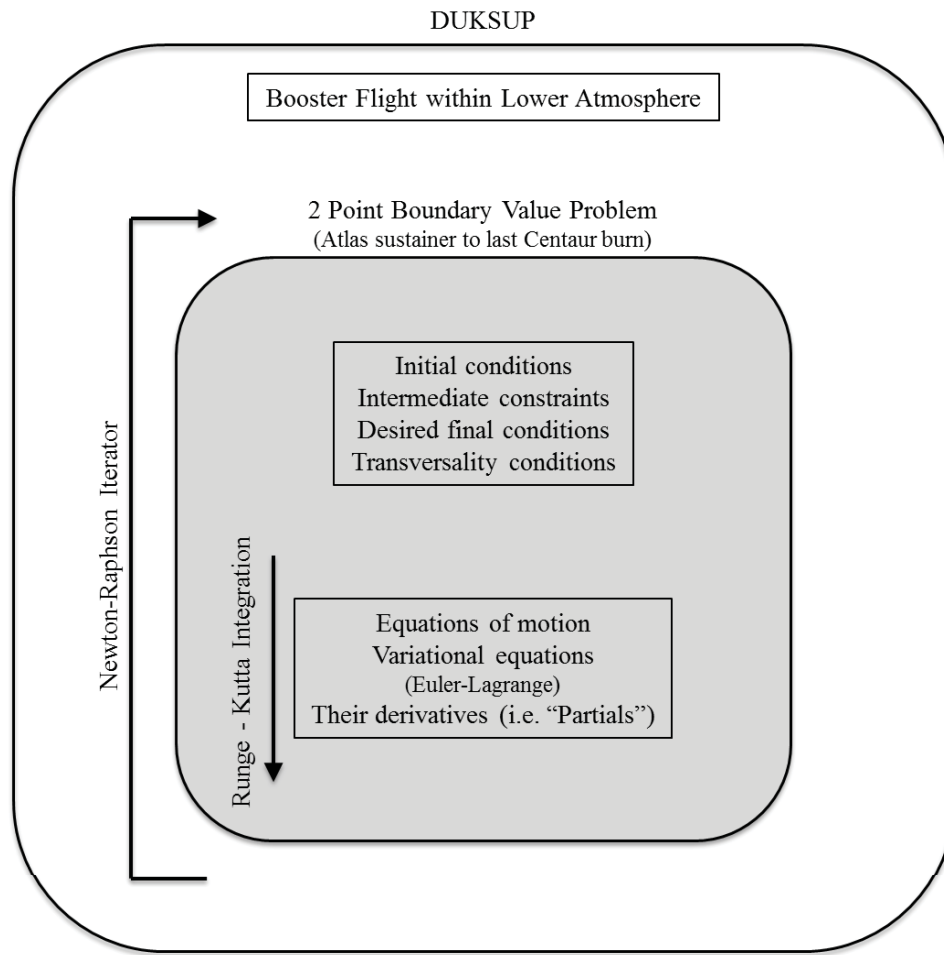 DUKSUP
Booster Flight within Lower Atmosphere
2 Point Boundary Value Problem
(Atlas sustainer to last Centaur burn)
Initial conditions
Intermediate constraints
Desired final conditions
Transversality conditions
Newton-Raphson Iterator
Runge - Kutta Integration
Equations of motion
Variational equations
(Euler-Lagrange)
Their derivatives (i.e. “Partials”)